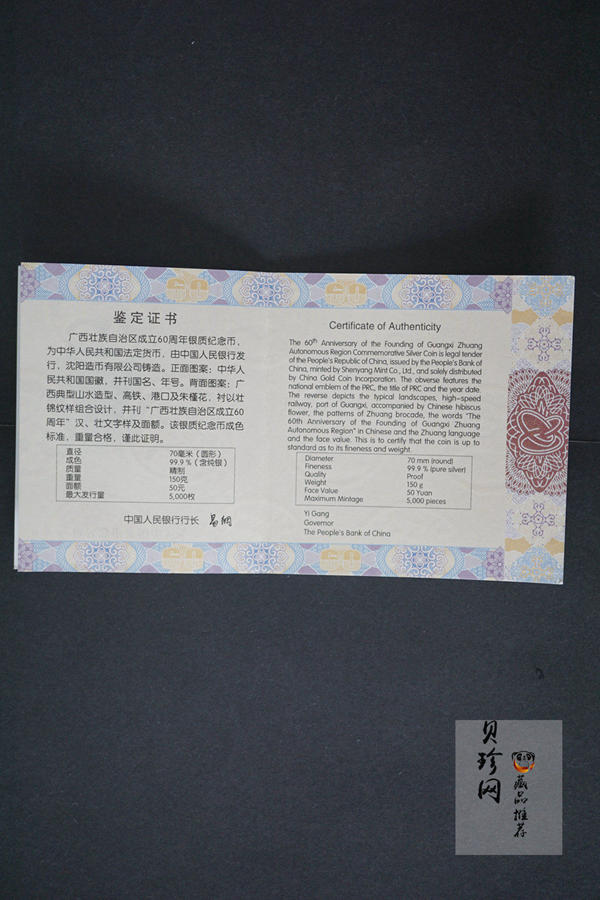 鉴定证书
广西壮族自治区成立60周年银质纪念币，
为中华人民共和国法定货币，由中国人民银行发
行，沈阳造币有限公司铸造。正面图案：中华人
民共和国国徽，并刊国名、年号。背面图案：广
西典型山水造型、高铁、港口及朱槿花，衬以壮
锦纹样组合设计，并刊“广西壮族自治区成立60
周年”汉、壮文字样及面额。该银质纪念币成色
标准，重量合格，谨此证明。
直径 70毫米（圆形）
成色 99.9％（含纯银）
质量 精制
重量 150克
面额 50元
最大发行量 5,000枚
中国人民银行行长 易纲
Certificate of Authenticity
The 60th Anniversary of the Founding of Guangxi Zhuang
Autonomous Region Commemorative Silver Coin is legal tender
of the People's Republic of China, issued by the People's Bank of
China, minted by Shenyang Mint Co., Ltd., and solely distributed
by China Gold Coin Incorporation. The obverse features the
national emblem of the PRC, the title of PRC and the year date.
The reverse depicts the typical landscapes, high-speed
railway, port of Guangxi, accompanied by Chinese hibiscus
flower, the patterns of Zhuang brocade, the words "The
60th Anniversary of the Founding of Guangxi Zhuang
Autonomous Region" in Chinese and the Zhuang language
and the face value. This is to certify that the coin is up to
standard as to its fineness and weight.
Diameter 70 mm (round)
Fineness 99.9 % (pure silver)
Quality Proof
Weight 150 g
Face Value 50 Yuan
Maximum Mintage 5,000 pieces
Yi Gang
Governor
The People's Bank of China
贝珍网
藏品推荐